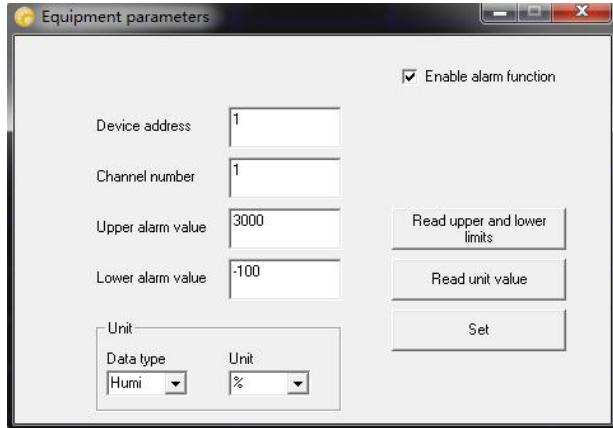 Equipment parameters
Enable alarm function
Device address
1
Channel number
1
Upper alarm value
3000
Read upper and lower
limits
Lower alarm value
-100
Read unit value
Unit
Set
Data type
Unit
Humi
%